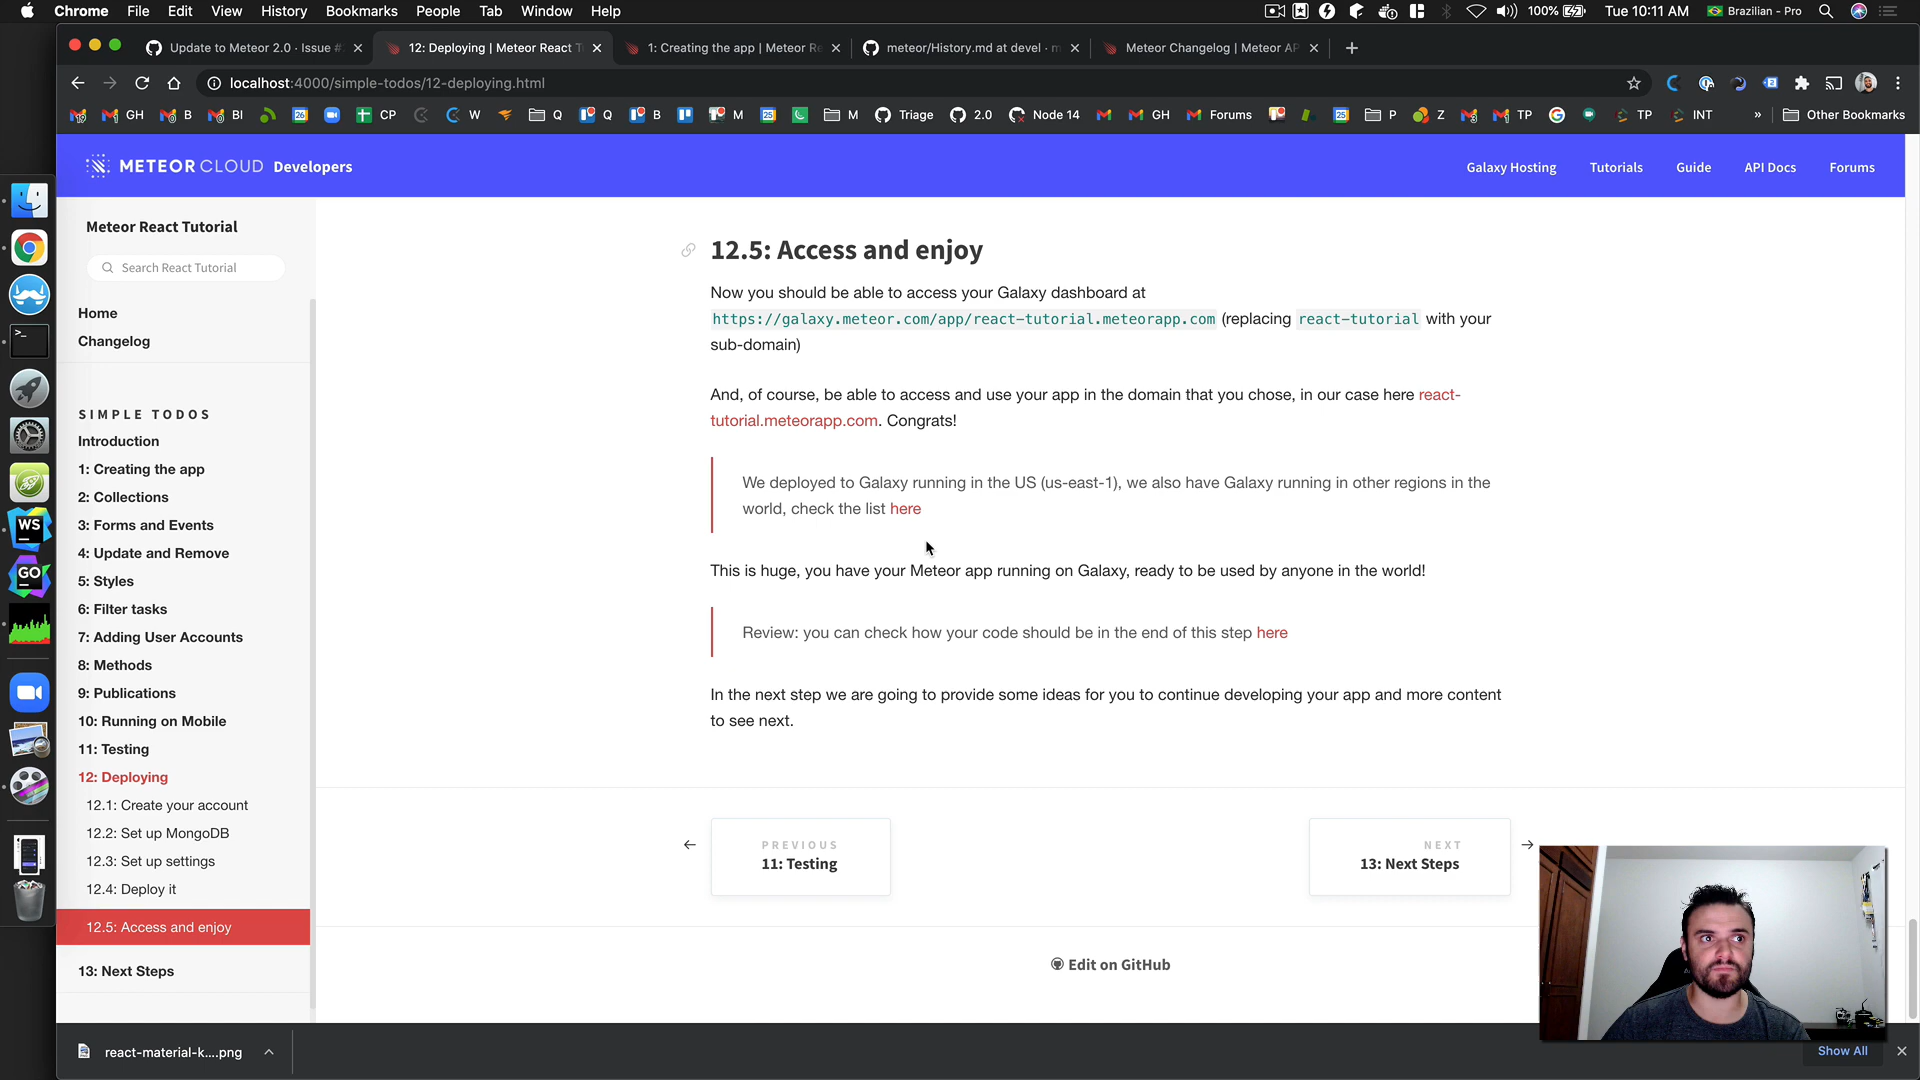 Chrome File Edit View History Bookmarks People Tab Window Help
100% Tue 10:11 AM Brazilian - Pro
Update to Meteor 2.0 · Issue #
12: Deploying | Meteor React T
1: Creating the app | Meteor Re
meteor/History.md at devel · m
Meteor Changelog | Meteor AP
localhost:4000/simple-todos/12-deploying.html
GH B BI CP W Q Q B M M Triage 2.0 Node 14 GH Forums P Z TP TP INT » Other Bookmarks
METEOR CLOUD Developers
Galaxy Hosting Tutorials Guide API Docs Forums
Meteor React Tutorial
Search React Tutorial
Home
Changelog
SIMPLE TODOS
Introduction
1: Creating the app
2: Collections
3: Forms and Events
4: Update and Remove
5: Styles
6: Filter tasks
7: Adding User Accounts
8: Methods
9: Publications
10: Running on Mobile
11: Testing
12: Deploying
12.1: Create your account
12.2: Set up MongoDB
12.3: Set up settings
12.4: Deploy it
12.5: Access and enjoy
13: Next Steps
12.5: Access and enjoy
Now you should be able to access your Galaxy dashboard at
https://galaxy.meteor.com/app/react-tutorial.meteorapp.com (replacing react-tutorial with your
sub-domain)
And, of course, be able to access and use your app in the domain that you chose, in our case here react-
tutorial.meteorapp.com. Congrats!
We deployed to Galaxy running in the US (us-east-1), we also have Galaxy running in other regions in the
world, check the list here
This is huge, you have your Meteor app running on Galaxy, ready to be used by anyone in the world!
Review: you can check how your code should be in the end of this step here
In the next step we are going to provide some ideas for you to continue developing your app and more content
to see next.
PREVIOUS
11: Testing
NEXT
13: Next Steps
Edit on GitHub
WS
GO
react-material-k....png
Show All